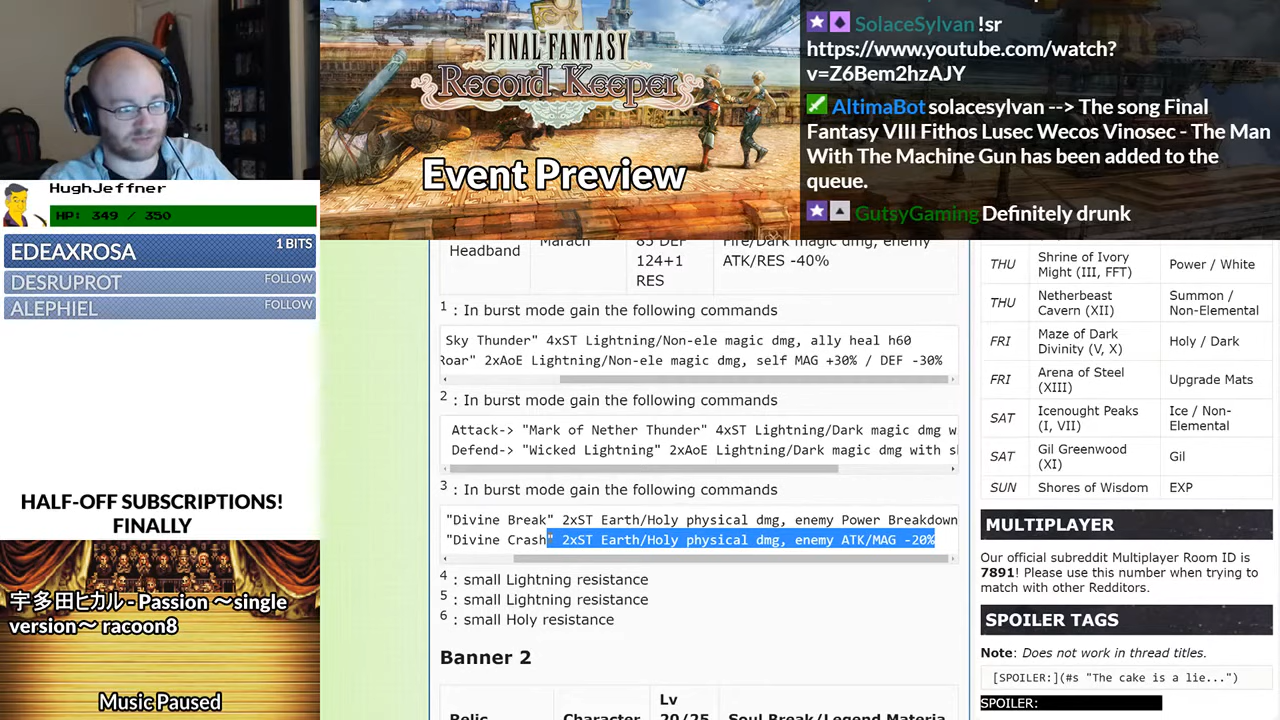 FINAL FANTASY
Record Keeper
Event Preview
SolaceSylvan !sr
https://www.youtube.com/watch?
v=Z6Bem2hzAJY
AltimaBot solacesylvan --> The song Final
Fantasy VIII Fithos Lusec Wecos Vinosec - The Man
With The Machine Gun has been added to the
queue.
GutsyGaming Definitely drunk
HughJeffner
HP: 349 / 350
EDEAXROSA 1 BITS
DESRUPROT FOLLOW
ALEPHIEL FOLLOW
HALF-OFF SUBSCRIPTIONS!
FINALLY
宇多田ヒカル - Passion ～single
version～ racoon8
Music Paused
Headband
Marach
85 DEF
124+1
RES
Fire/Dark magic dmg, enemy
ATK/RES -40%
1 : In burst mode gain the following commands
Sky Thunder" 4xST Lightning/Non-ele magic dmg, ally heal h60
Roar" 2xAoE Lightning/Non-ele magic dmg, self MAG +30% / DEF -30%
2 : In burst mode gain the following commands
Attack-> "Mark of Nether Thunder" 4xST Lightning/Dark magic dmg w
Defend-> "Wicked Lightning" 2xAoE Lightning/Dark magic dmg with s
3 : In burst mode gain the following commands
"Divine Break" 2xST Earth/Holy physical dmg, enemy Power Breakdown
"Divine Crash" 2xST Earth/Holy physical dmg, enemy ATK/MAG -20%
4 : small Lightning resistance
5 : small Lightning resistance
6 : small Holy resistance
Banner 2
Relic
Character
Lv
20/25
Soul Break/Legend Materia
THU Shrine of Ivory Power / White
Might (III, FFT)
THU Netherbeast Summon /
Cavern (XII) Non-Elemental
FRI Maze of Dark Holy / Dark
Divinity (V, X)
FRI Arena of Steel Upgrade Mats
(XIII)
SAT Icenought Peaks Ice / Non-
(I, VII) Elemental
SAT Gil Greenwood Gil
(XI)
SUN Shores of Wisdom EXP
MULTIPLAYER
Our official subreddit Multiplayer Room ID is
7891! Please use this number when trying to
match with other Redditors.
SPOILER TAGS
Note: Does not work in thread titles.
[SPOILER:](#s "The cake is a lie...")
SPOILER: